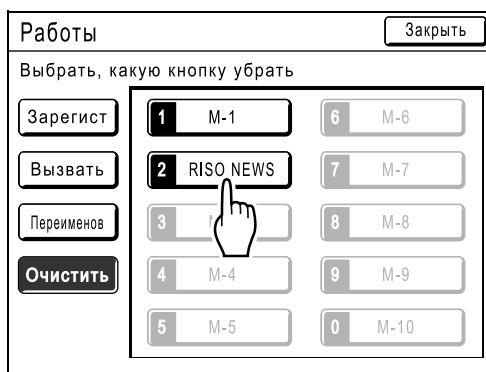 Работы
Закрыть
Выбрать, какую кнопку убрать
Зарегист
Вызвать
Переименов
Очистить
1 M-1
2 RISO NEWS
3
4 M-4
5 M-5
6 M-6
7 M-7
8 M-8
9 M-9
0 M-10